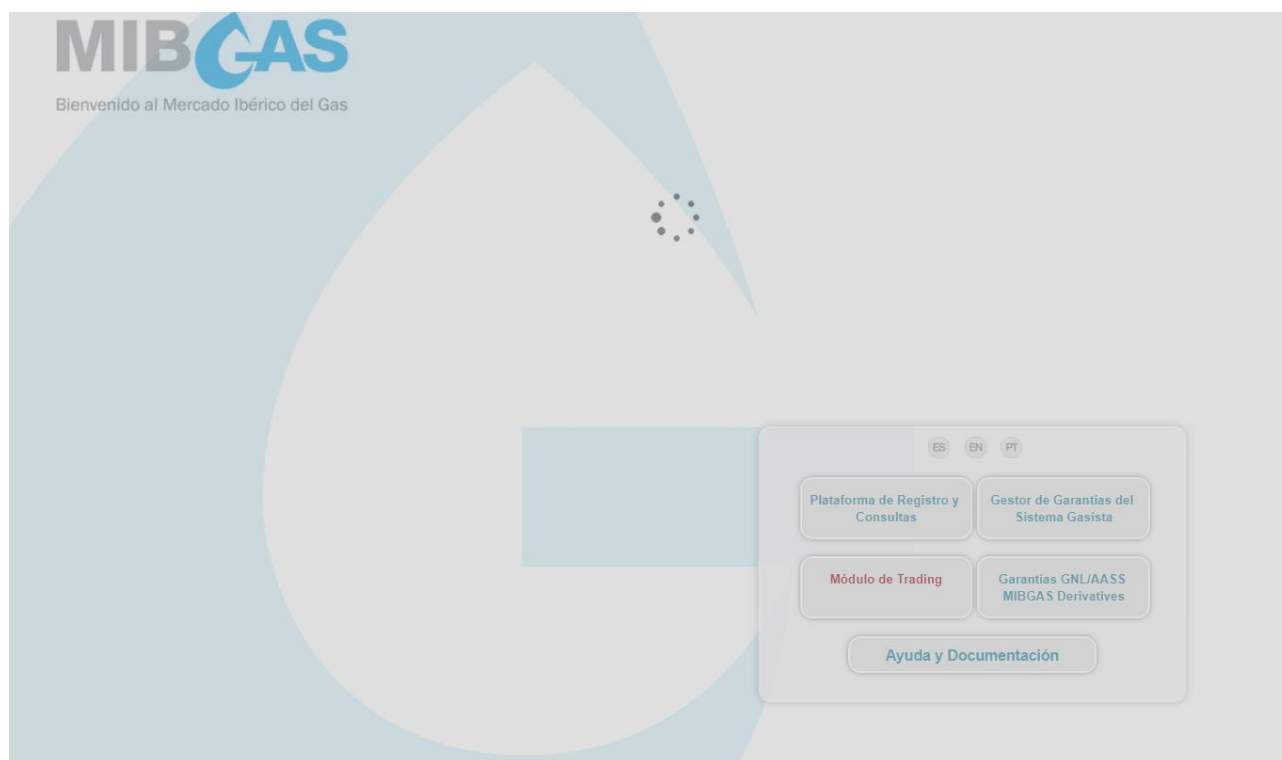 MIBGAS
Bienvenido al Mercado Ibérico del Gas
ES EN PT
Plataforma de Registro y
Consultas
Gestor de Garantías del
Sistema Gasista
Módulo de Trading
Garantías GNL/AASS
MIBGAS Derivatives
Ayuda y Documentación